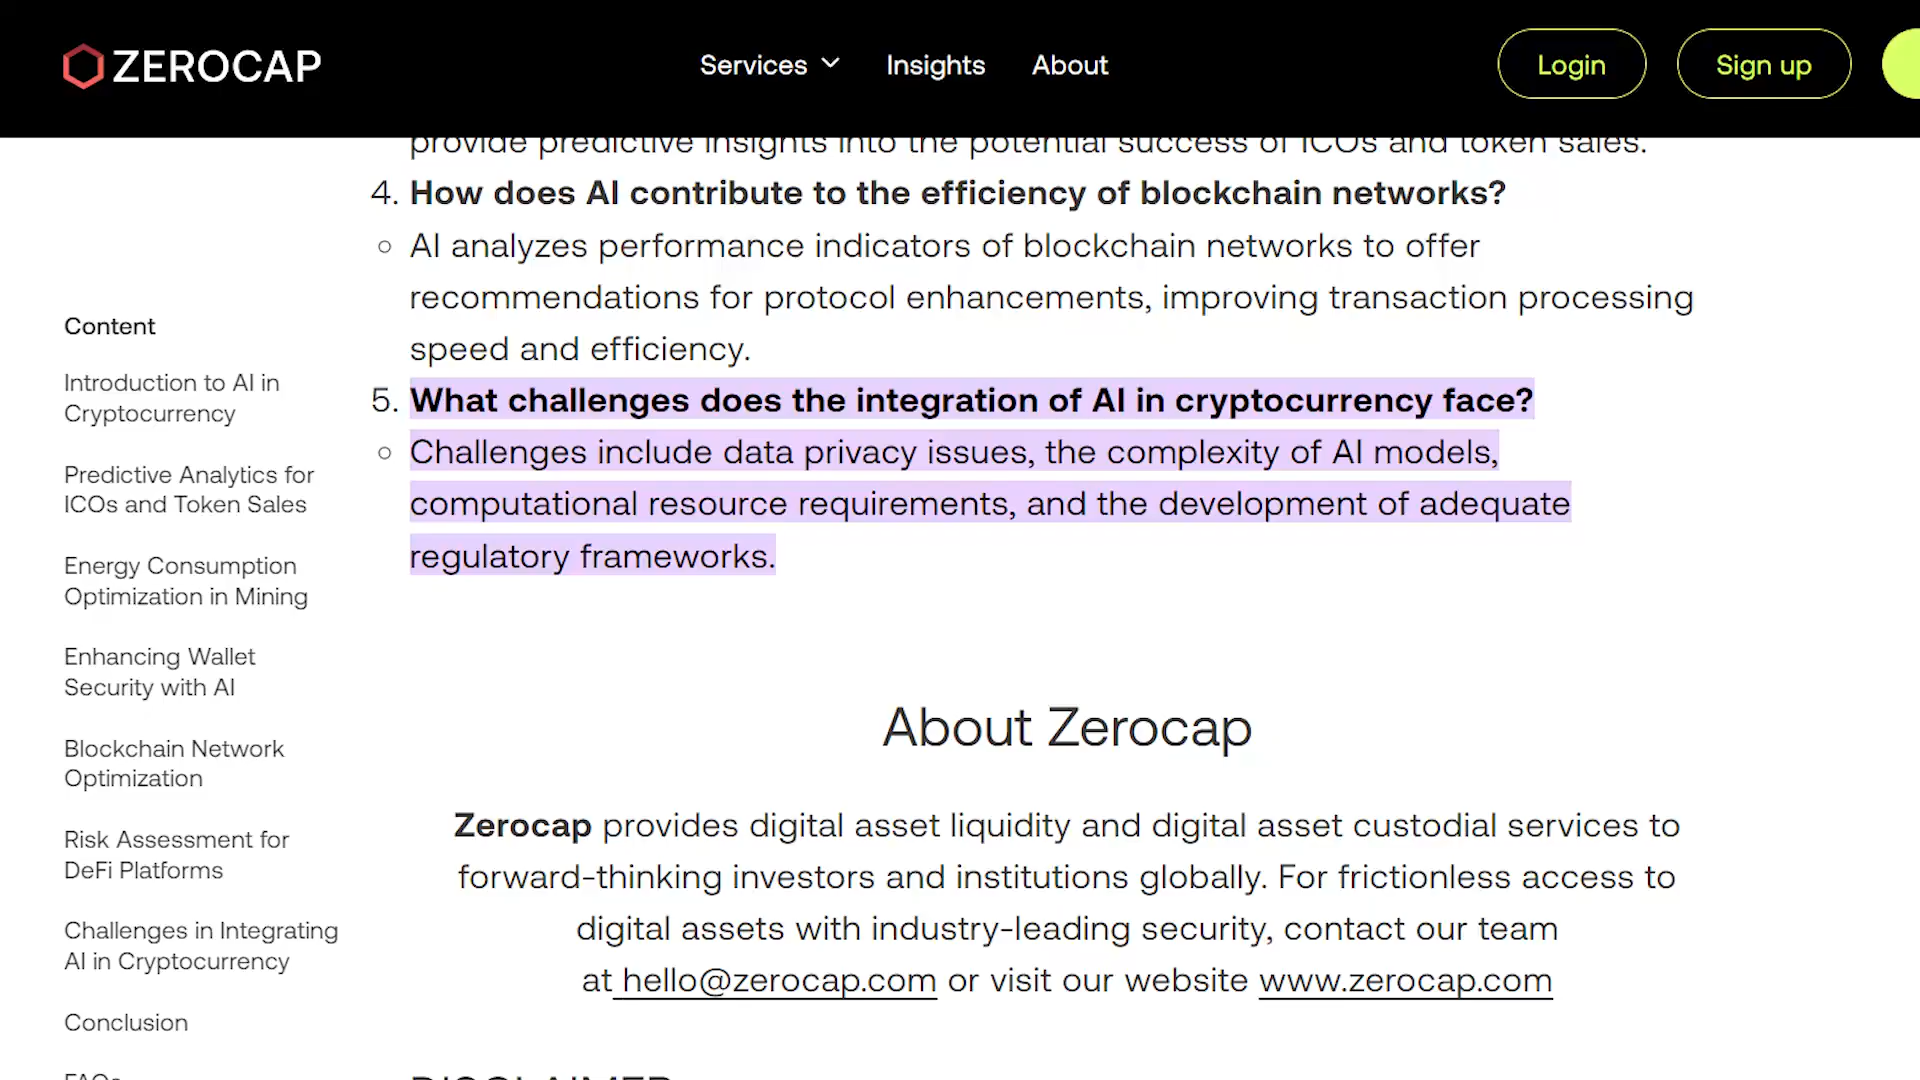 ZEROCAP
Services
Insights
About
Login
Sign up
provide predictive insights into the potential success of ICOs and token sales.
4. How does AI contribute to the efficiency of blockchain networks?
AI analyzes performance indicators of blockchain networks to offer
recommendations for protocol enhancements, improving transaction processing
speed and efficiency.
5. What challenges does the integration of AI in cryptocurrency face?
Challenges include data privacy issues, the complexity of AI models,
computational resource requirements, and the development of adequate
regulatory frameworks.
Content
Introduction to AI in
Cryptocurrency
Predictive Analytics for
ICOs and Token Sales
Energy Consumption
Optimization in Mining
Enhancing Wallet
Security with AI
Blockchain Network
Optimization
Risk Assessment for
DeFi Platforms
Challenges in Integrating
AI in Cryptocurrency
Conclusion
FAQs
About Zerocap
Zerocap provides digital asset liquidity and digital asset custodial services to
forward-thinking investors and institutions globally. For frictionless access to
digital assets with industry-leading security, contact our team
at hello@zerocap.com or visit our website www.zerocap.com
DISCLAIMER